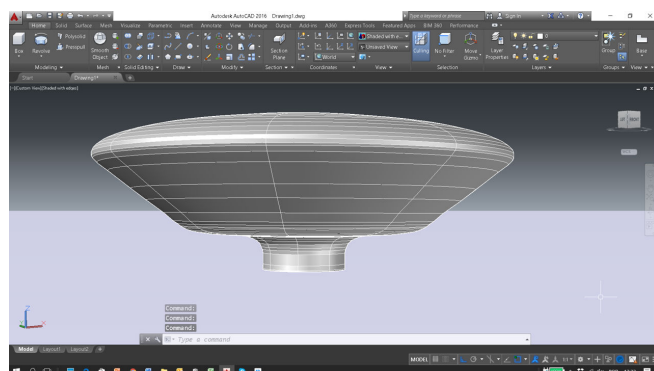 Autodesk AutoCAD 2016 Drawing1.dwg
Type a keyword or phrase
Sign In
Home Solid Surface Mesh Visualize Parametric Insert Annotate View Manage Output Add-ins A360 Express Tools Featured Apps BIM 360 Performance
Polysolid
Presspull
Box
Revolve
Smooth Object
Section Plane
World
Shaded with e...
Unsaved View
Culling
No Filter
Move Gizmo
Layer Properties
0
Group
Base
Modeling
Mesh
Solid Editing
Draw
Modify
Section
Coordinates
View
Selection
Layers
Groups
View
Start
Drawing1*
[-][Custom View][Shaded with edges]
Command:
Command:
Command:
Type a command
Model Layout1 Layout2
MODEL